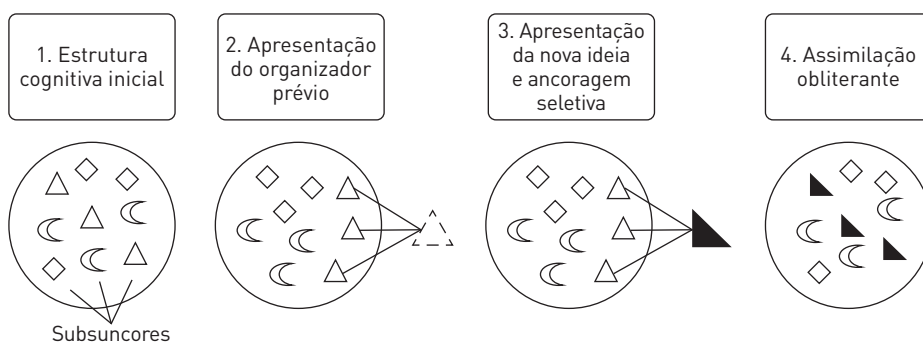 1. Estrutura
cognitiva inicial
2. Apresentação
do organizador
prévio
3. Apresentação
da nova ideia
e ancoragem
seletiva
4. Assimilação
obliterante
Subsuncores